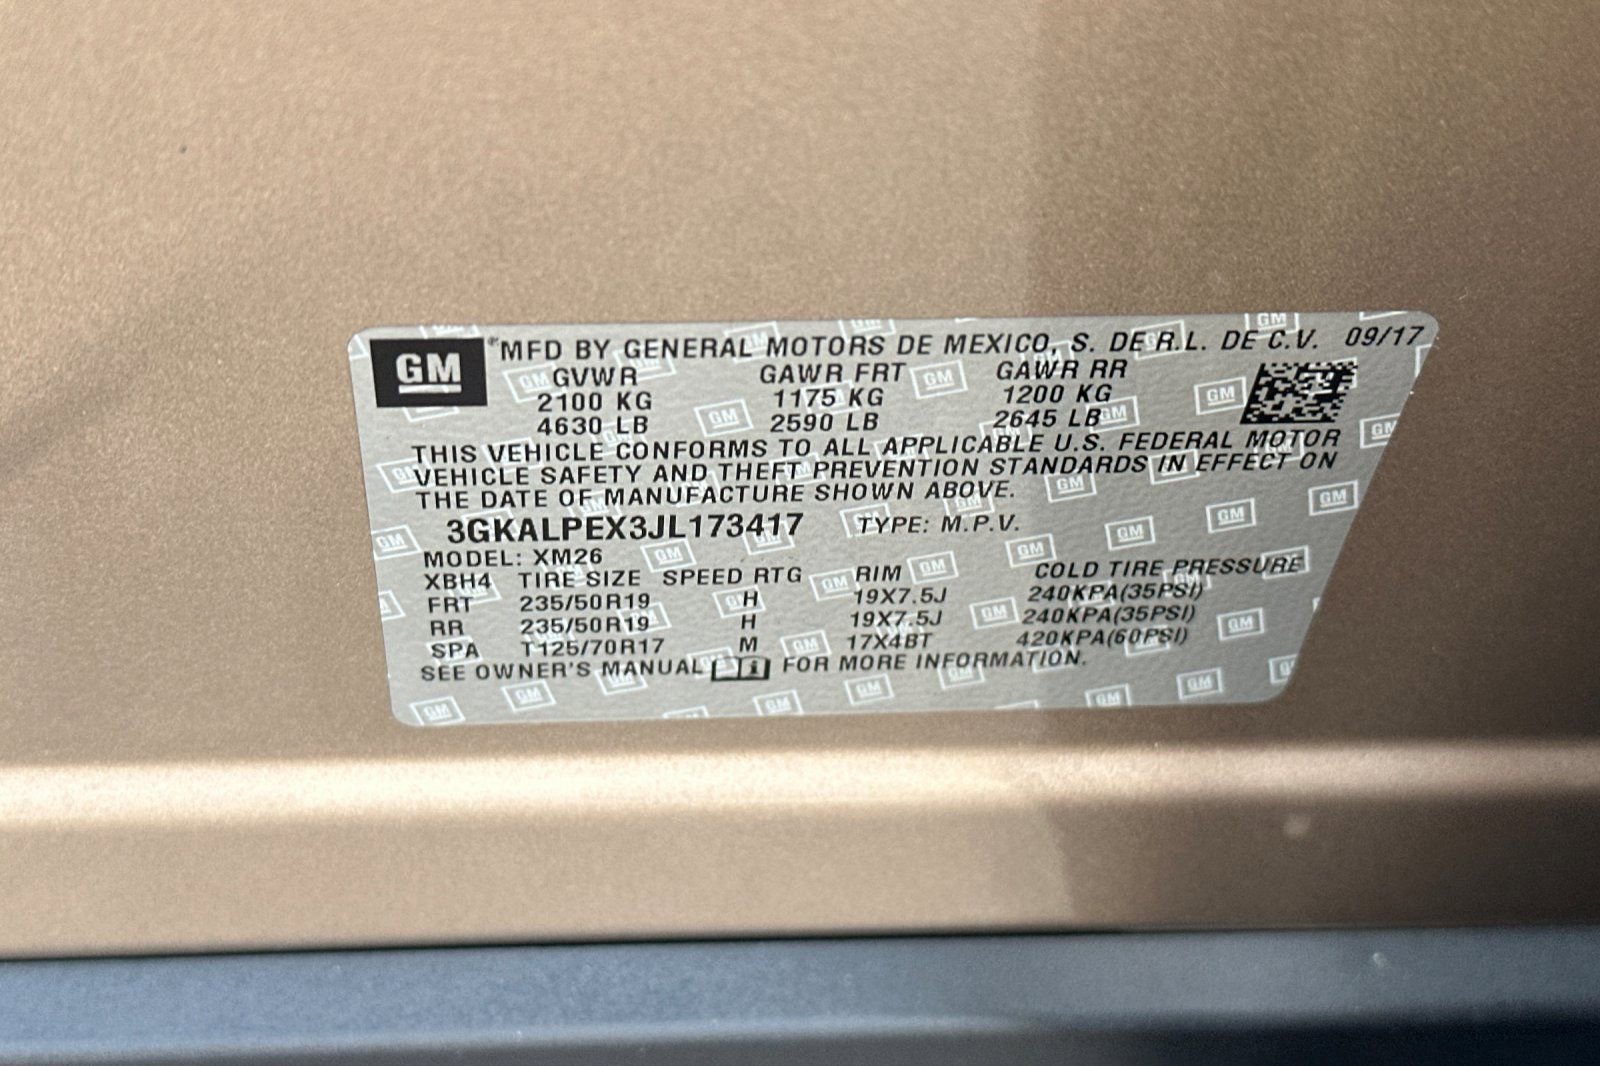 GM
MFD BY GENERAL MOTORS DE MEXICO, S. DE R.L. DE C.V. 09/17
GVWR GAWR FRT GAWR RR
2100 KG 1175 KG 1200 KG
4630 LB 2590 LB 2645 LB
THIS VEHICLE CONFORMS TO ALL APPLICABLE U.S. FEDERAL MOTOR
VEHICLE SAFETY AND THEFT PREVENTION STANDARDS IN EFFECT ON
THE DATE OF MANUFACTURE SHOWN ABOVE.
3GKALPEX3JL173417 TYPE: M.P.V.
MODEL: XM26
XBH4 TIRE SIZE SPEED RTG RIM COLD TIRE PRESSURE
FRT 235/50R19 H 19X7.5J 240KPA(35PSI)
RR 235/50R19 H 19X7.5J 240KPA(35PSI)
SPA T125/70R17 M 17X4BT 420KPA(60PSI)
SEE OWNER'S MANUAL FOR MORE INFORMATION.